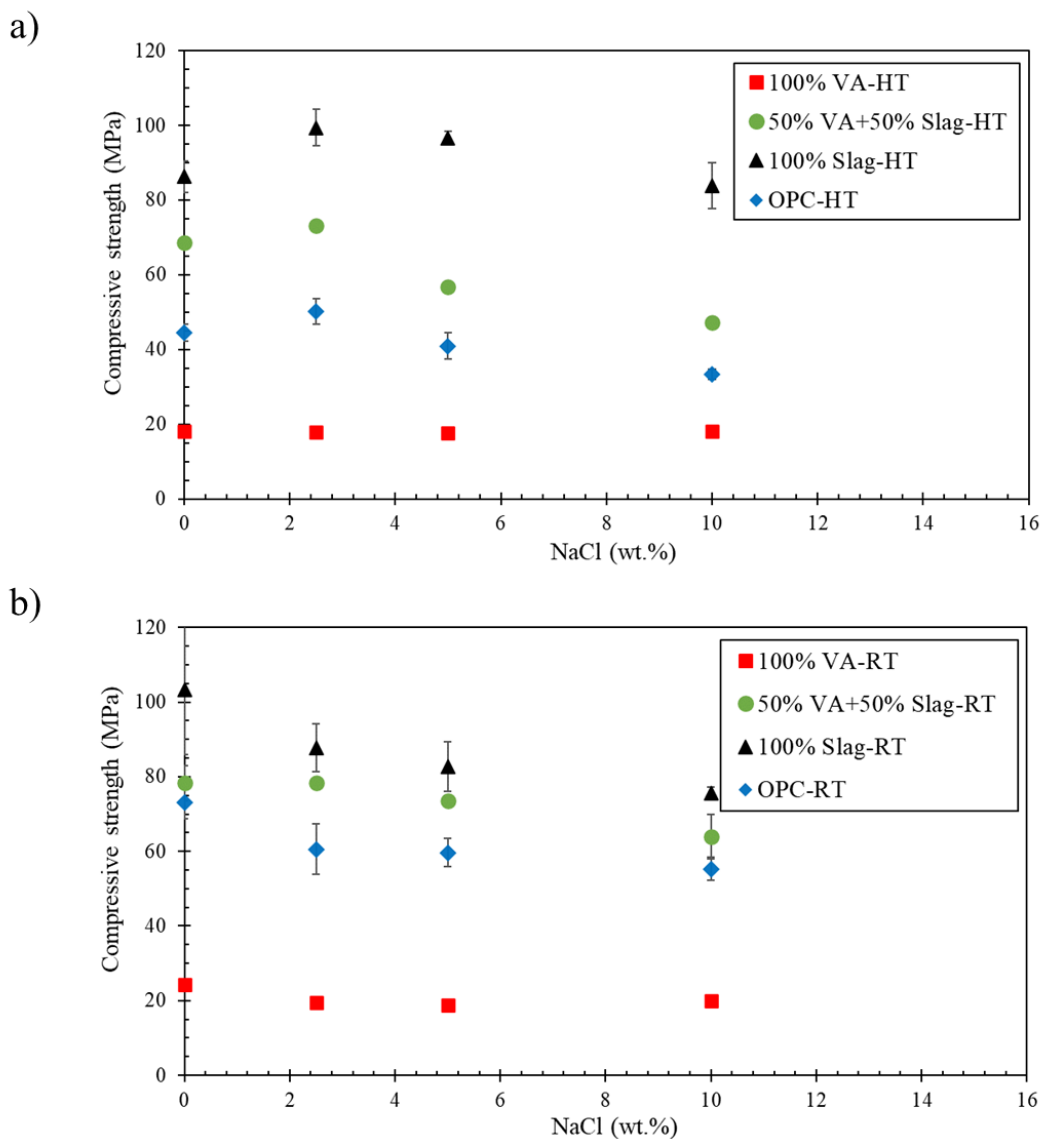 a)
120
100
80
60
40
20
0
Compressive strength (MPa)
100% VA-HT
50% VA+50% Slag-HT
100% Slag-HT
OPC-HT
0 2 4 6 8 10 12 14 16
NaCl (wt.%)
b)
120
100
80
60
40
20
0
Compressive strength (MPa)
100% VA-RT
50% VA+50% Slag-RT
100% Slag-RT
OPC-RT
0 2 4 6 8 10 12 14 16
NaCl (wt.%)